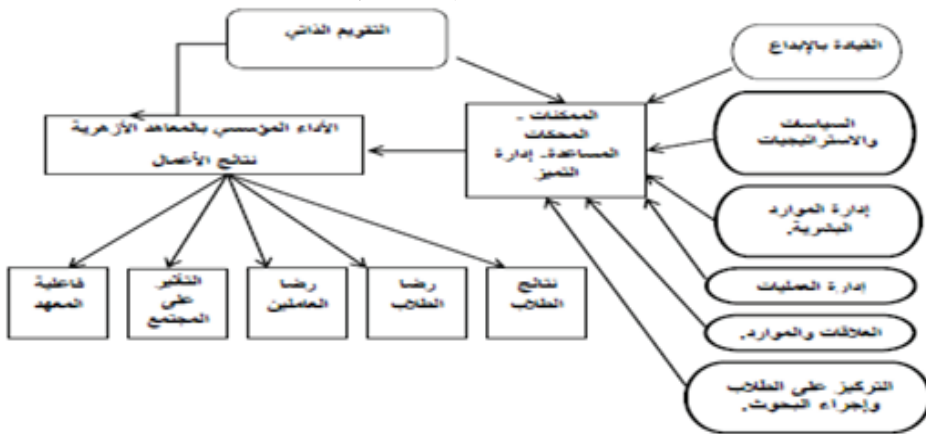 التقويم الذاتي
القيادة بالإبداع
السياسات
والاستراتيجيات
إدارة الموارد
البشرية.
إدارة العمليات
العلاقات والموارد.
التركيز على الطلاب
وإجراء البحوث.
الممكنات -
المحكات
المساعدة- إدارة
التميز
الأداء المؤسسي بالمعاهد الأزهرية
نتائج الأعمال
نتائج
الطلاب
رضا
الطلاب
رضا
العاملين
التأثير
على
المجتمع
فاعلية
المعهد